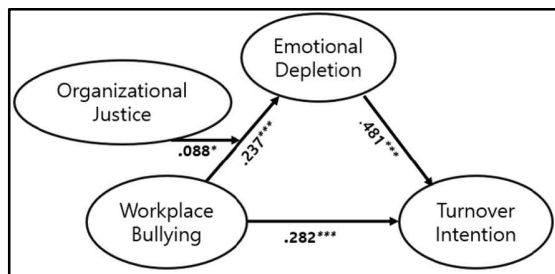 Emotional
Depletion
Organizational
Justice
.088*
.237***
.481***
Workplace
Bullying
.282***
Turnover
Intention